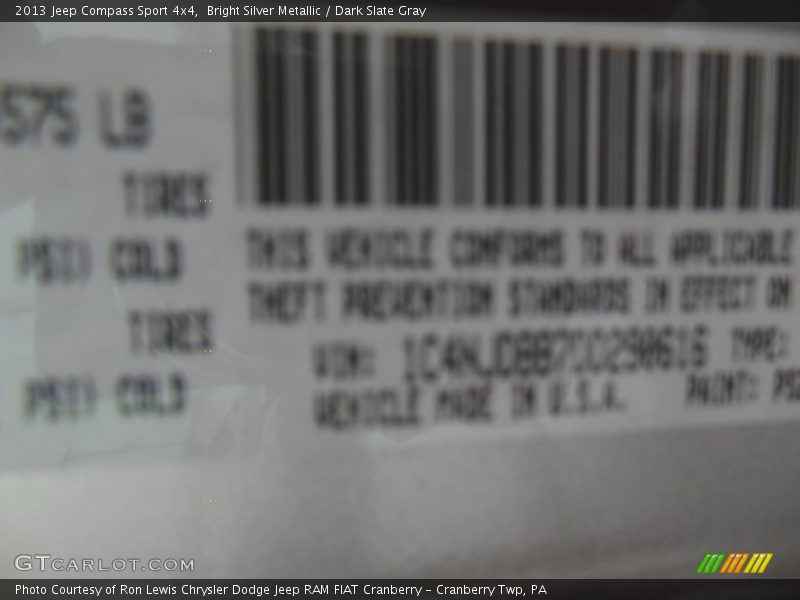 2013 Jeep Compass Sport 4x4,  Bright Silver Metallic / Dark Slate Gray
575 LB
TIRES
PSI) COLD
TIRES
PSI) COLD
THIS VEHICLE CONFORMS TO ALL APPLICABLE
THEFT PREVENTION STANDARDS IN EFFECT ON
VIN: 1C4NJDBB7DD290616 TYPE:
VEHICLE MADE IN U.S.A. PAINT: PS2
GTCARLOT.COM
Photo Courtesy of Ron Lewis Chrysler Dodge Jeep RAM FIAT Cranberry – Cranberry Twp, PA